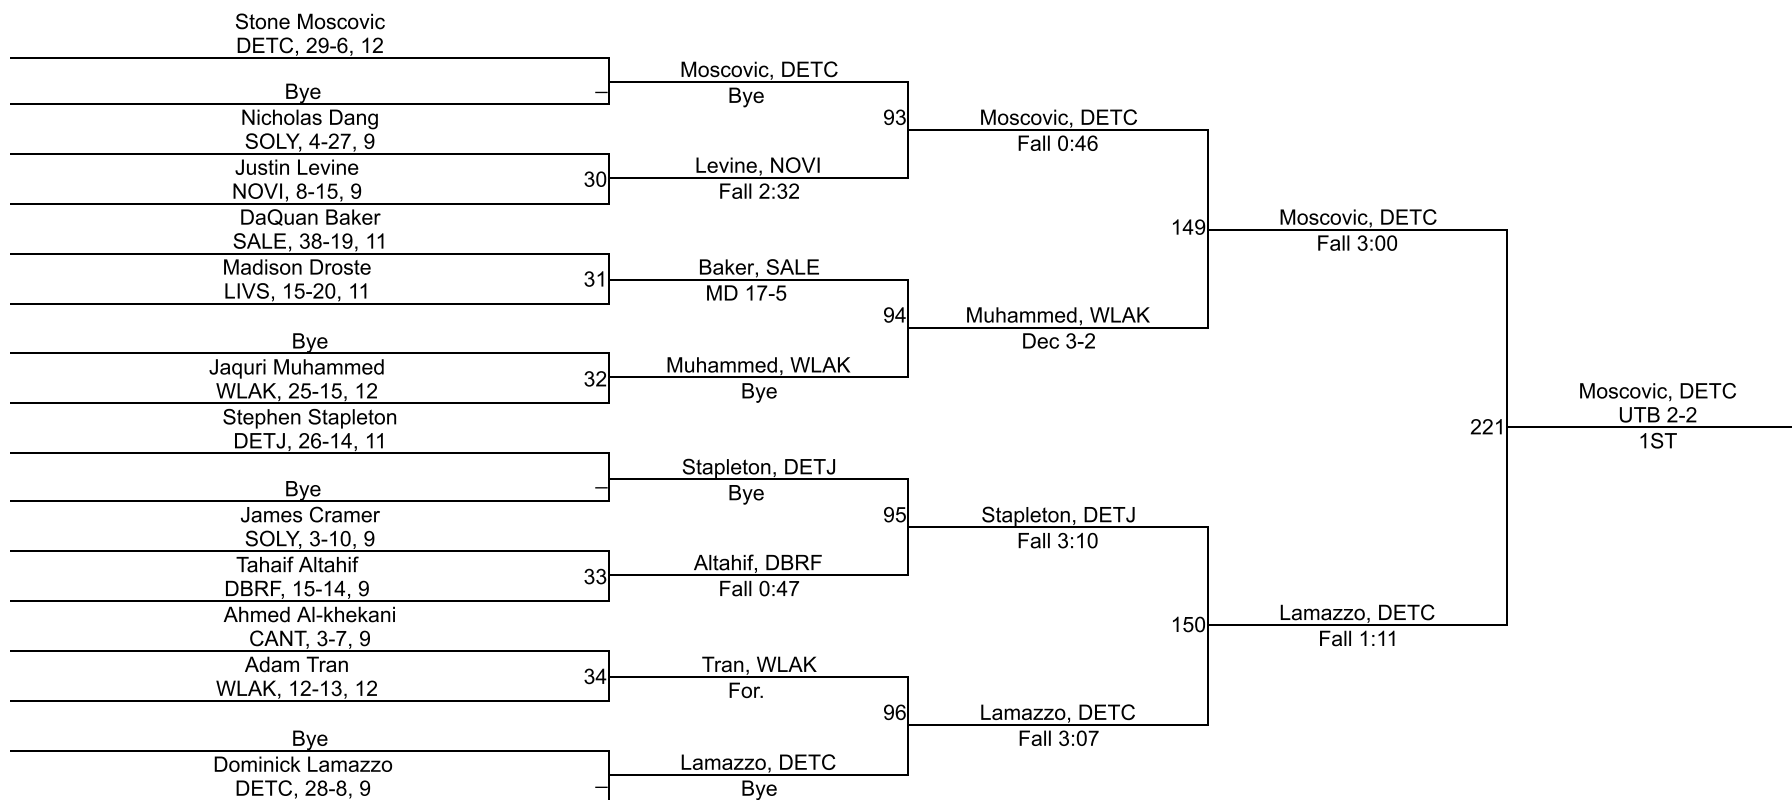 Stone Moscovic
DETC, 29-6, 12
Bye
–
Nicholas Dang
SOLY, 4-27, 9
Justin Levine
NOVI, 8-15, 9
30
DaQuan Baker
SALE, 38-19, 11
Madison Droste
LIVS, 15-20, 11
31
Bye
Jaquri Muhammed
WLAK, 25-15, 12
32
Stephen Stapleton
DETJ, 26-14, 11
Bye
–
James Cramer
SOLY, 3-10, 9
Tahaif Altahif
DBRF, 15-14, 9
33
Ahmed Al-khekani
CANT, 3-7, 9
Adam Tran
WLAK, 12-13, 12
34
Bye
Dominick Lamazzo
DETC, 28-8, 9
–
Moscovic, DETC
Bye
93
Levine, NOVI
Fall 2:32
Baker, SALE
MD 17-5
94
Muhammed, WLAK
Bye
Stapleton, DETJ
Bye
95
Altahif, DBRF
Fall 0:47
Tran, WLAK
For.
96
Lamazzo, DETC
Bye
Moscovic, DETC
Fall 0:46
149
Muhammed, WLAK
Dec 3-2
Stapleton, DETJ
Fall 3:10
150
Lamazzo, DETC
Fall 3:07
Moscovic, DETC
Fall 3:00
221
Lamazzo, DETC
Fall 1:11
Moscovic, DETC
UTB 2-2
1ST